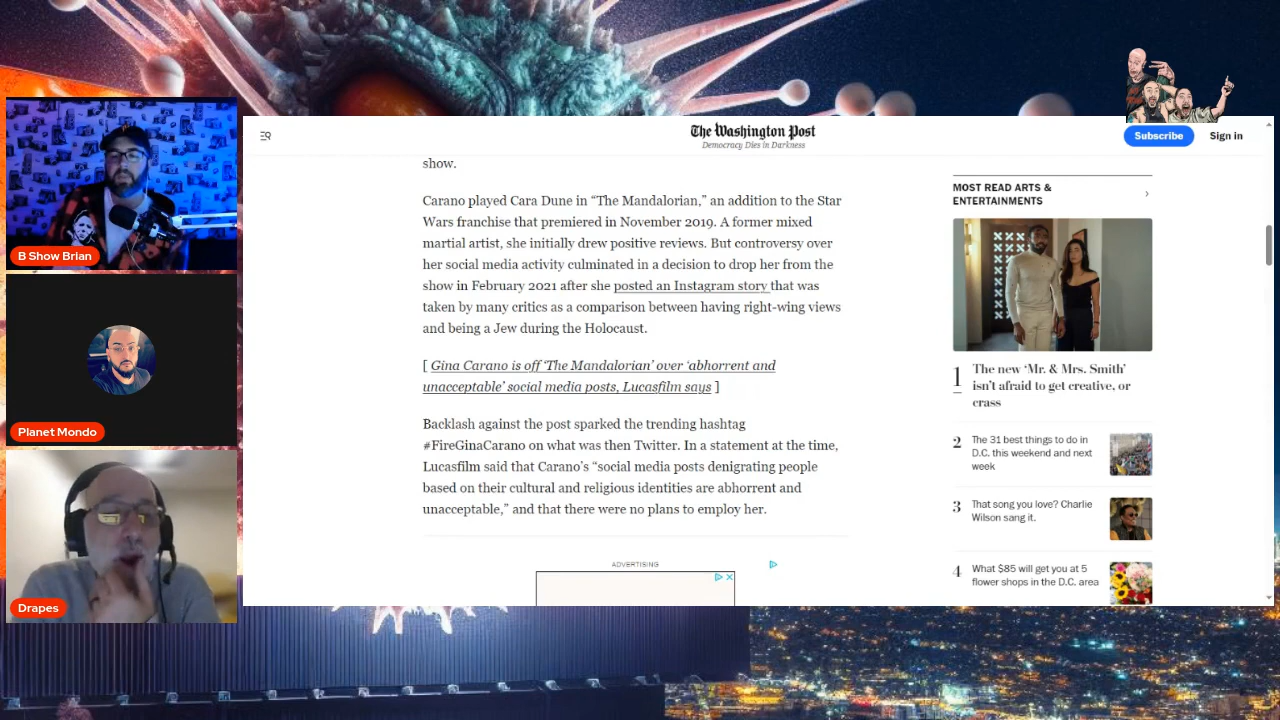 The Washington Post
Democracy Dies in Darkness
Subscribe
Sign in
show.
Carano played Cara Dune in “The Mandalorian,” an addition to the Star
Wars franchise that premiered in November 2019. A former mixed
martial artist, she initially drew positive reviews. But controversy over
her social media activity culminated in a decision to drop her from the
show in February 2021 after she posted an Instagram story that was
taken by many critics as a comparison between having right-wing views
and being a Jew during the Holocaust.
[ Gina Carano is off ‘The Mandalorian’ over ‘abhorrent and
unacceptable’ social media posts, Lucasfilm says ]
Backlash against the post sparked the trending hashtag
#FireGinaCarano on what was then Twitter. In a statement at the time,
Lucasfilm said that Carano’s “social media posts denigrating people
based on their cultural and religious identities are abhorrent and
unacceptable,” and that there were no plans to employ her.
ADVERTISING
MOST READ ARTS &
ENTERTAINMENTS
1
The new ‘Mr. & Mrs. Smith’
isn’t afraid to get creative, or
crass
2
The 31 best things to do in
D.C. this weekend and next
week
3
That song you love? Charlie
Wilson sang it.
4
What $85 will get you at 5
flower shops in the D.C. area
B Show Brian
Planet Mondo
Drapes